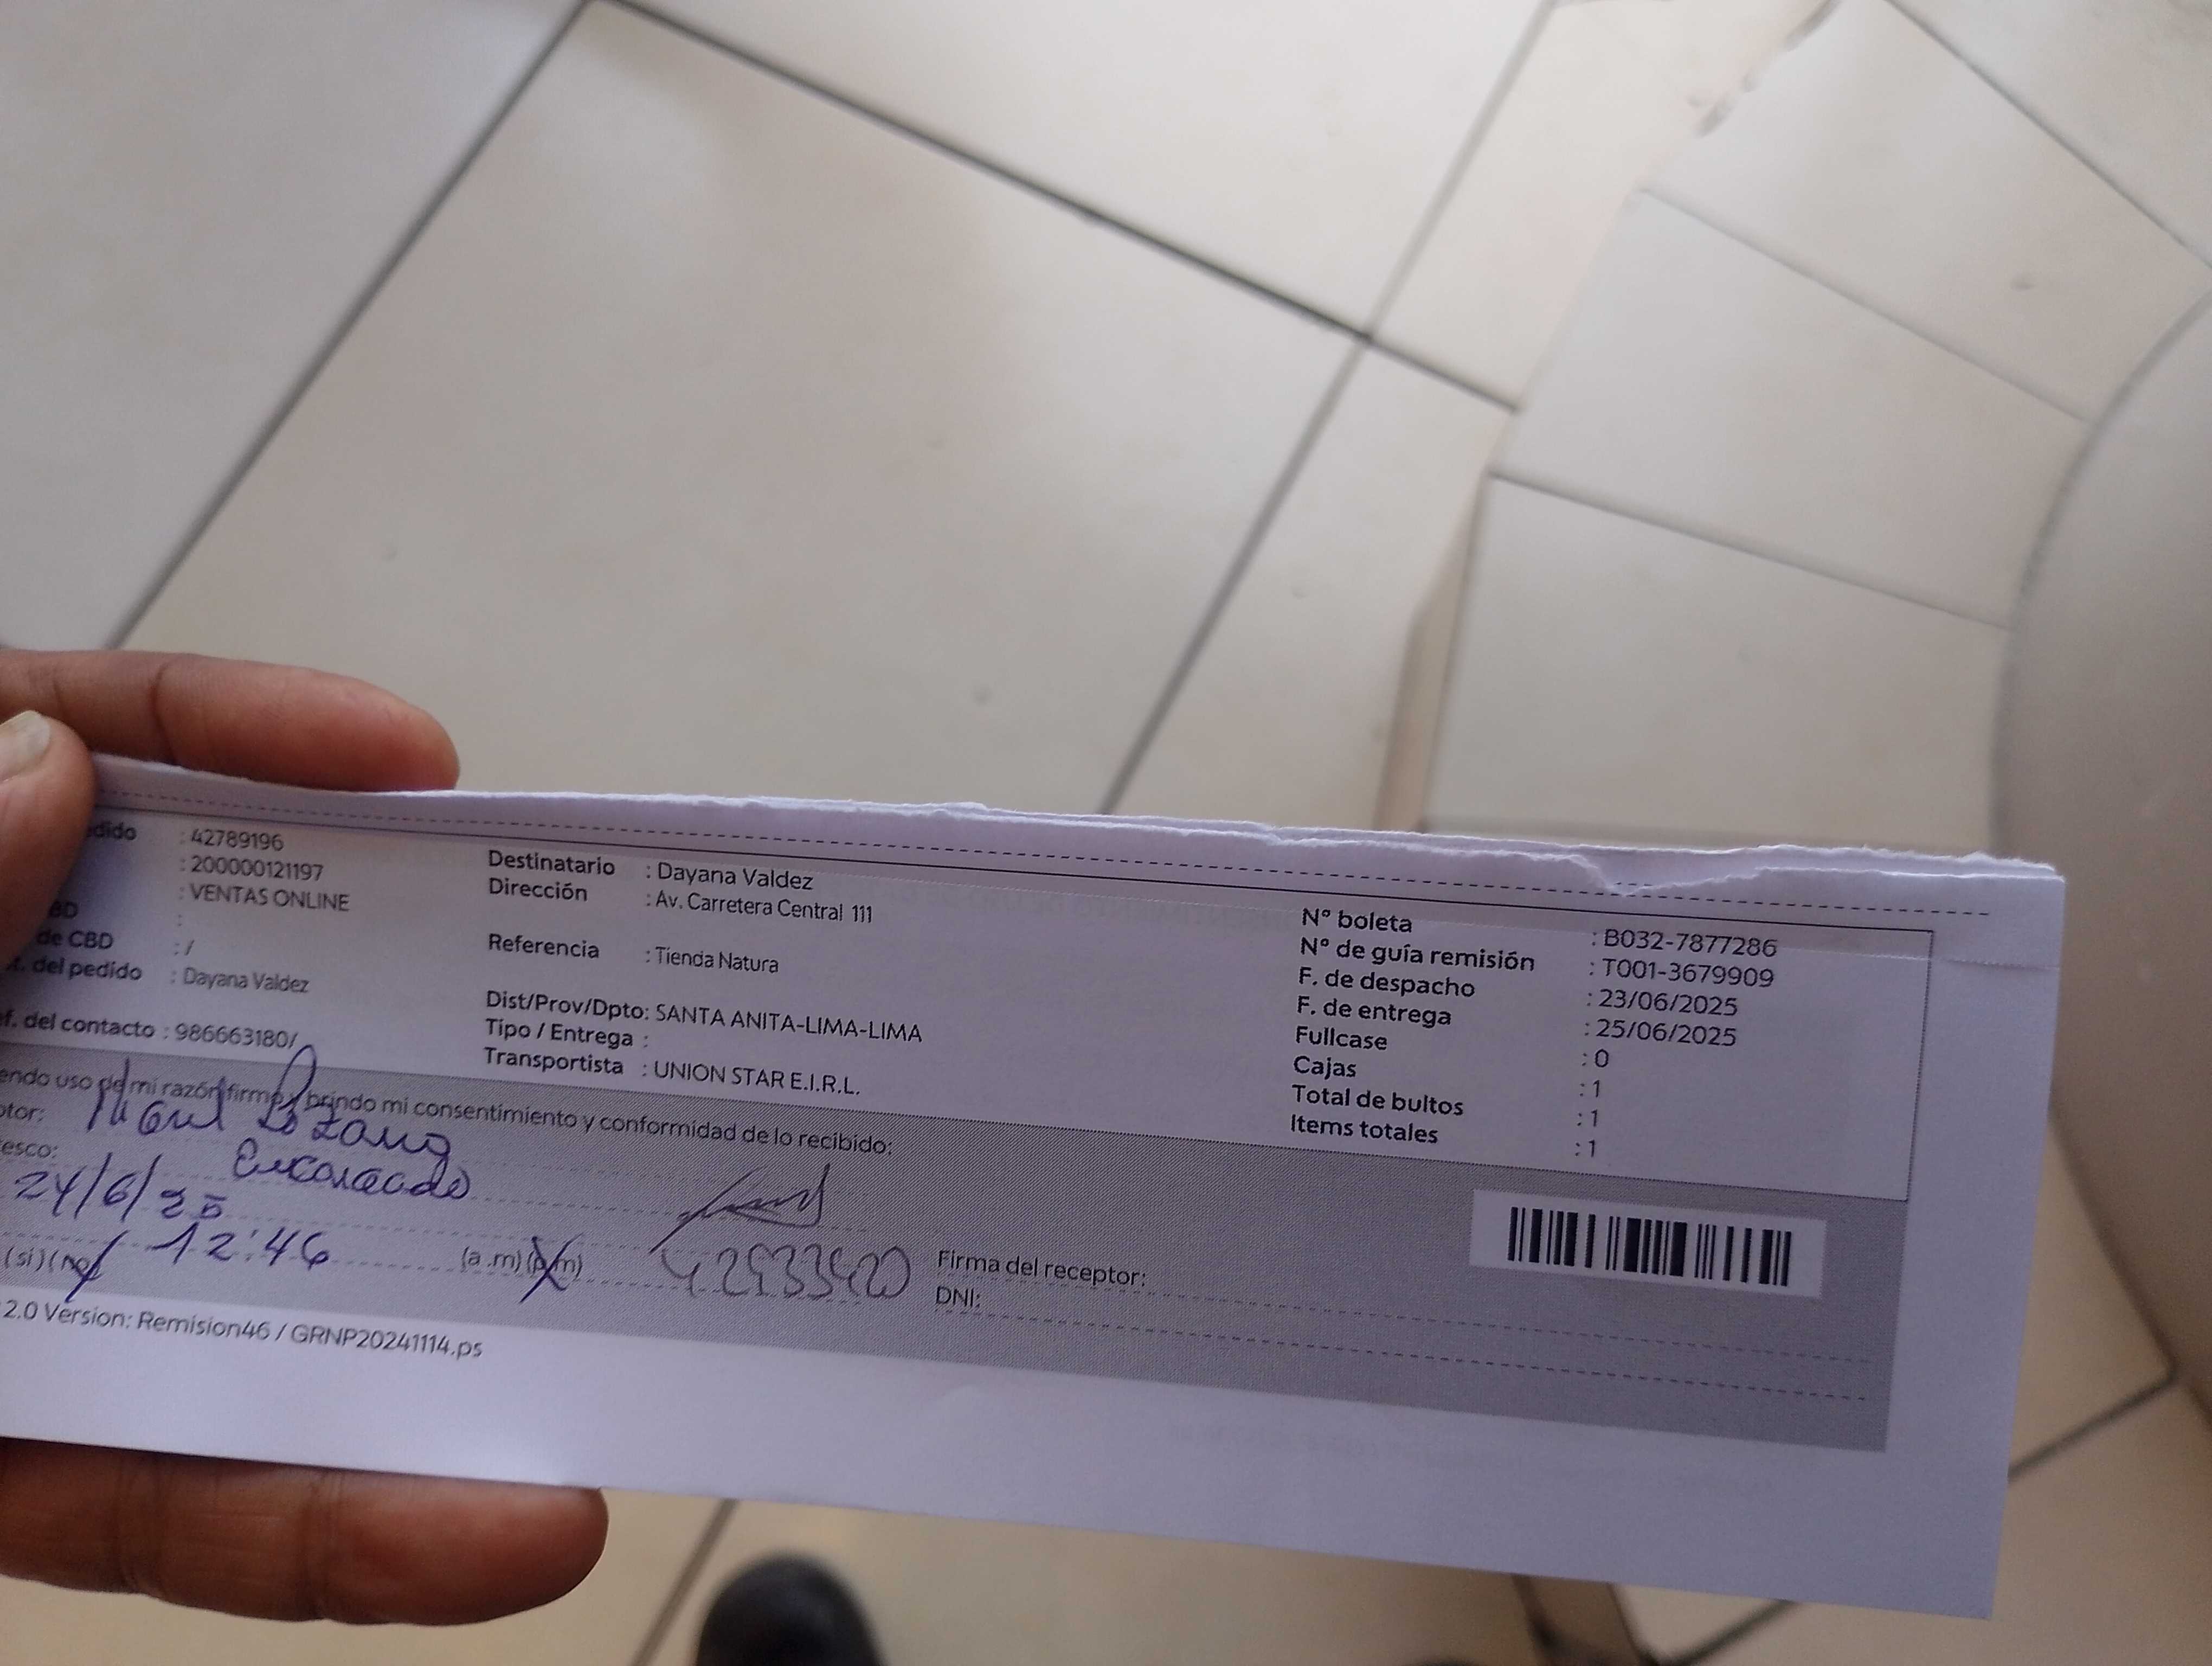 edido : 42789196
: 200000121197
: VENTAS ONLINE
BD :
de CBD : /
t. del pedido : Dayana Valdez
f. del contacto : 986663180/
Destinatario : Dayana Valdez
Dirección : Av. Carretera Central 111
Referencia : Tienda Natura
Dist/Prov/Dpto: SANTA ANITA-LIMA-LIMA
Tipo / Entrega :
Transportista : UNION STAR E.I.R.L.
N° boleta : B032-7877286
N° de guía remisión : T001-3679909
F. de despacho : 23/06/2025
F. de entrega : 25/06/2025
Fullcase : 0
Cajas : 1
Total de bultos : 1
Items totales : 1
endo uso de mi razón firmo y brindo mi consentimiento y conformidad de lo recibido:
ptor: Lozano
esco: Encargado
24/6/25
(si) (no) 12:46 (a.m) (p.m)
Firma del receptor:
DNI:
2.0 Version: Remision46 / GRNP20241114.ps